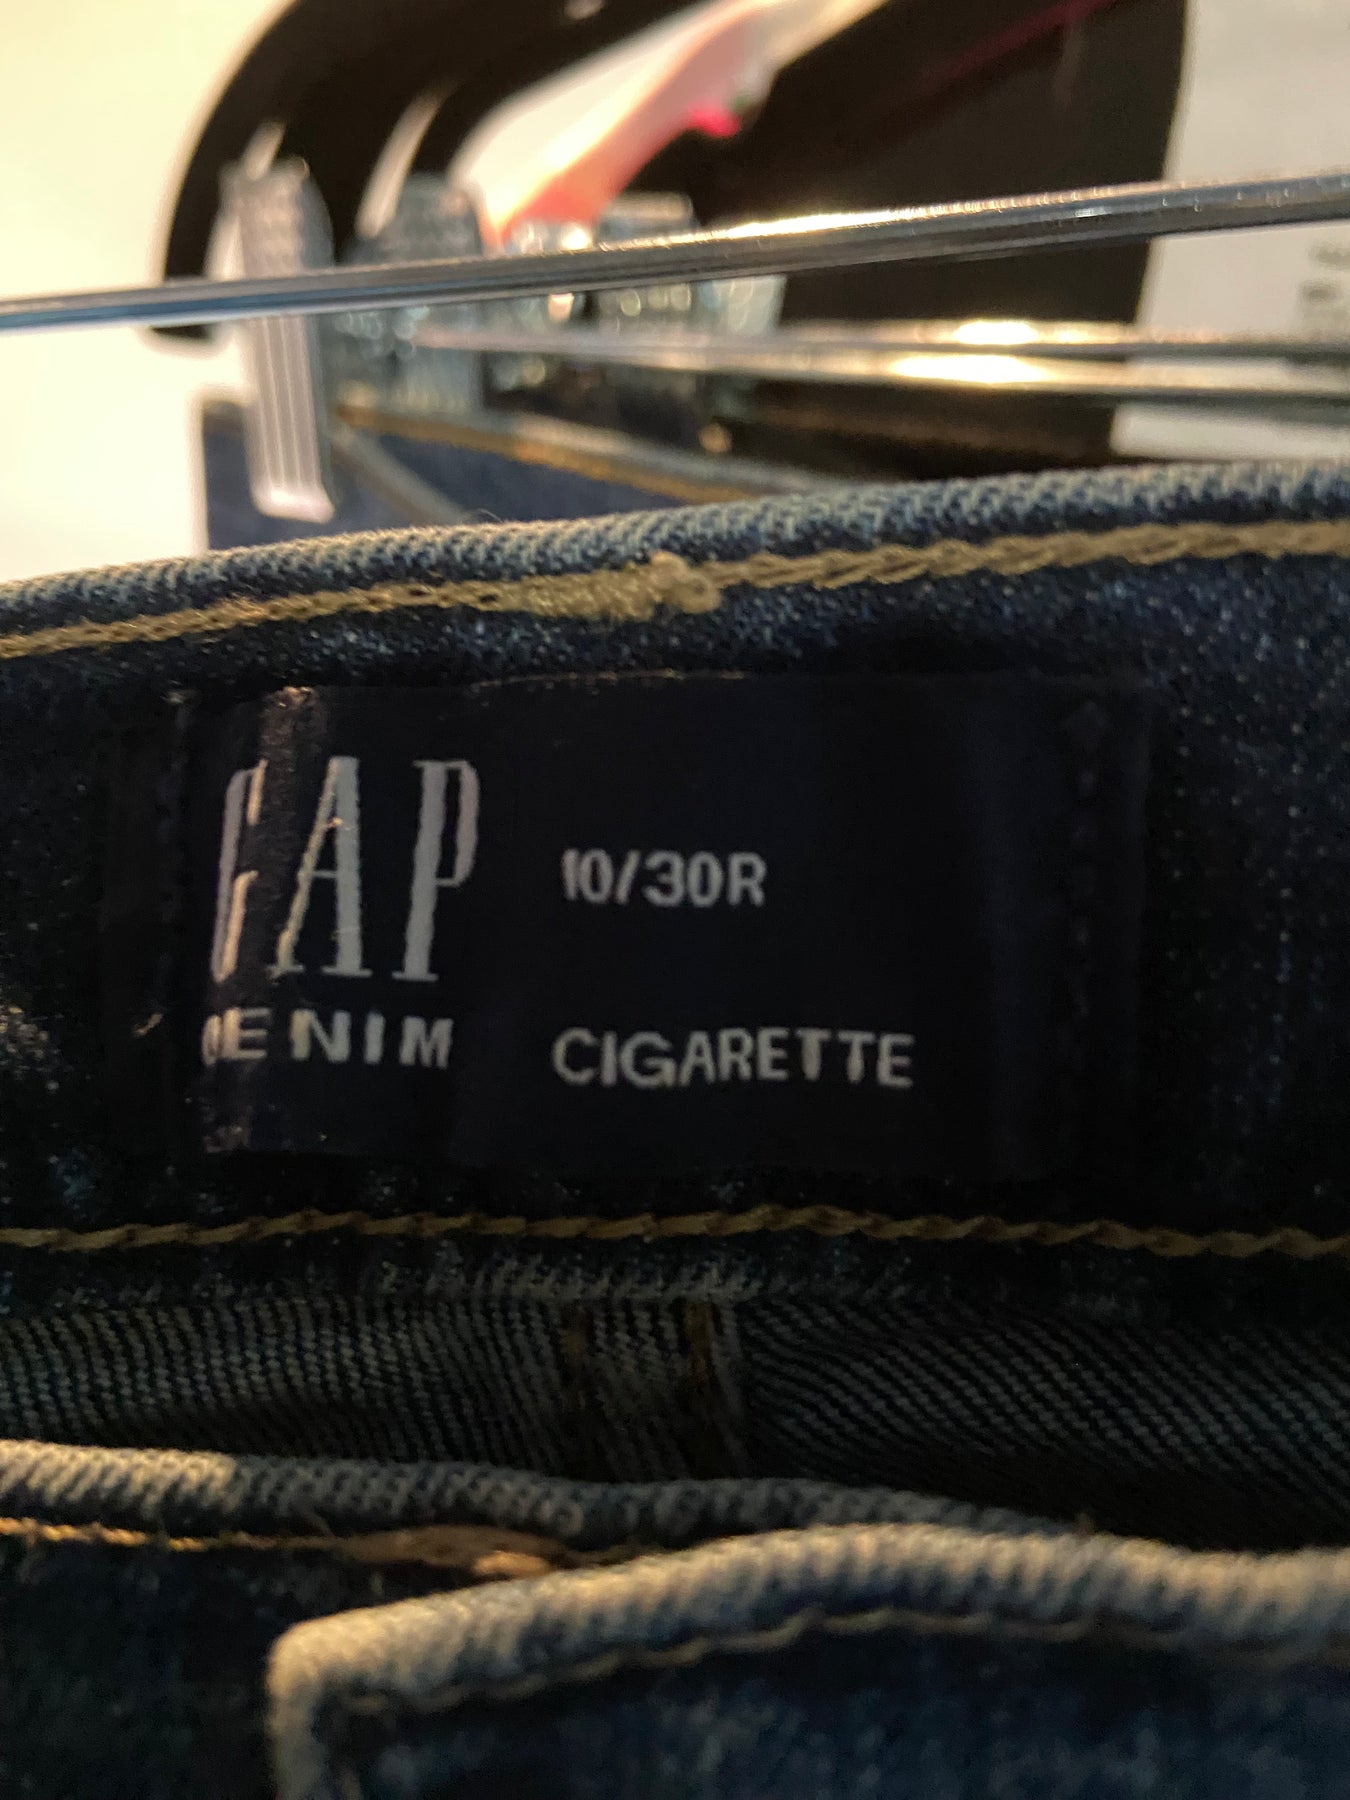 GAP
DENIM
10/30R
CIGARETTE